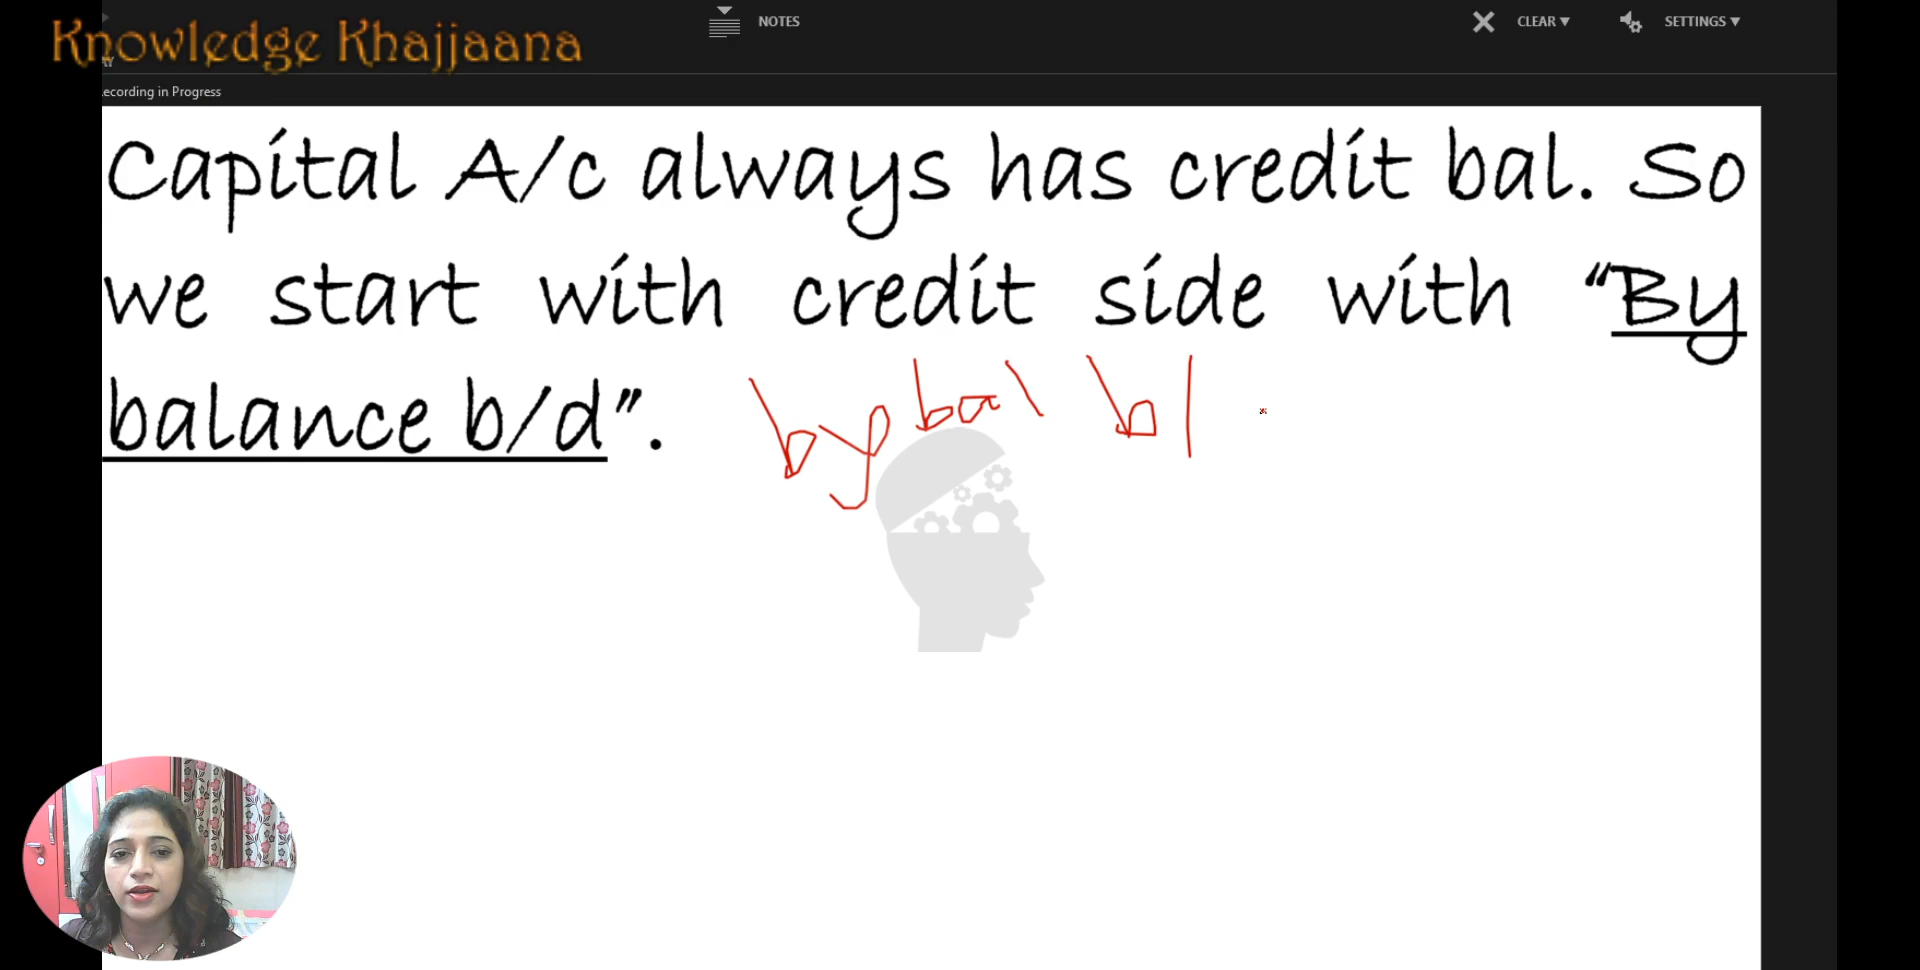 Knowledge Khajjaana
NOTES
CLEAR
SETTINGS
AY
ecording in Progress
Capital A/c always has credit bal. So
we start with credit side with "By
balance b/d".
by bal b/